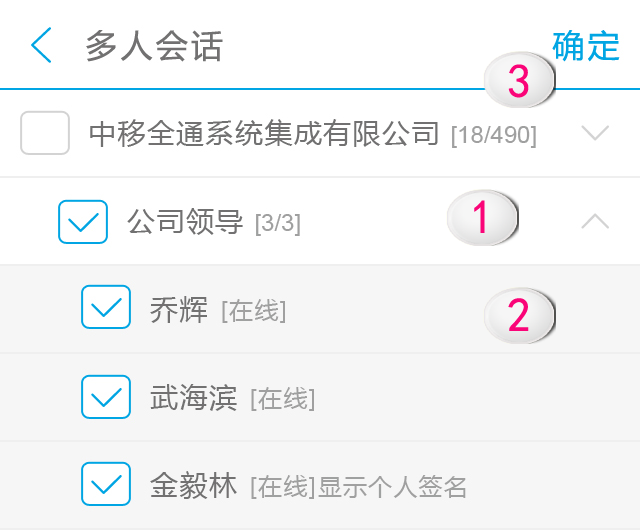 多人会话 确定
3
中移全通系统集成有限公司 [18/490]
公司领导 [3/3] 1
乔辉 [在线] 2
武海滨 [在线]
金毅林 [在线]显示个人签名